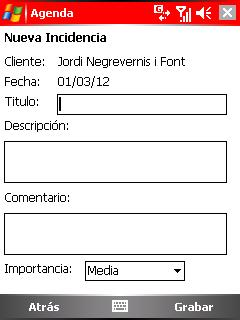 Agenda
Nueva Incidencia
Cliente: Jordi Negrevernis i Font
Fecha: 01/03/12
Titulo:
Descripción:
Comentario:
Importancia: Media
Atrás Grabar